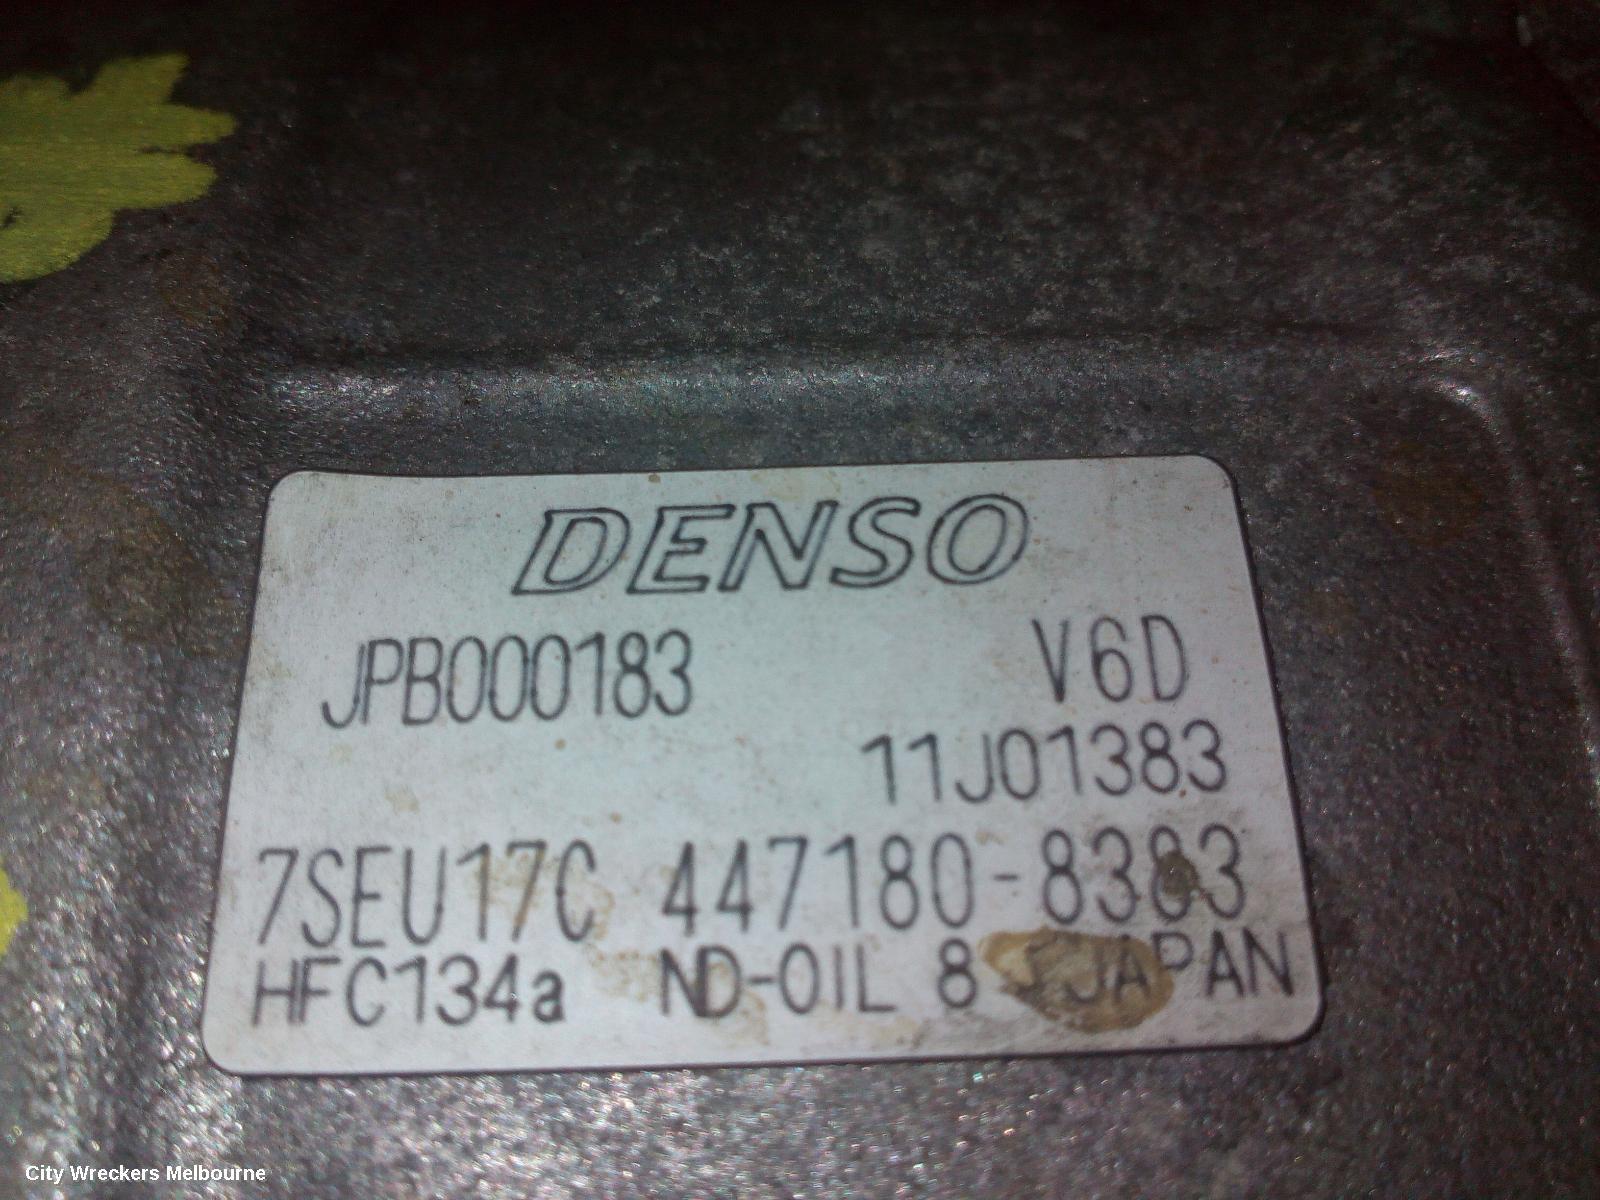 DENSO
JPB000183 V6D
11J01383
7SEU17C 447180-8383
HFC134a ND-OIL 8 JAPAN
City Wreckers Melbourne